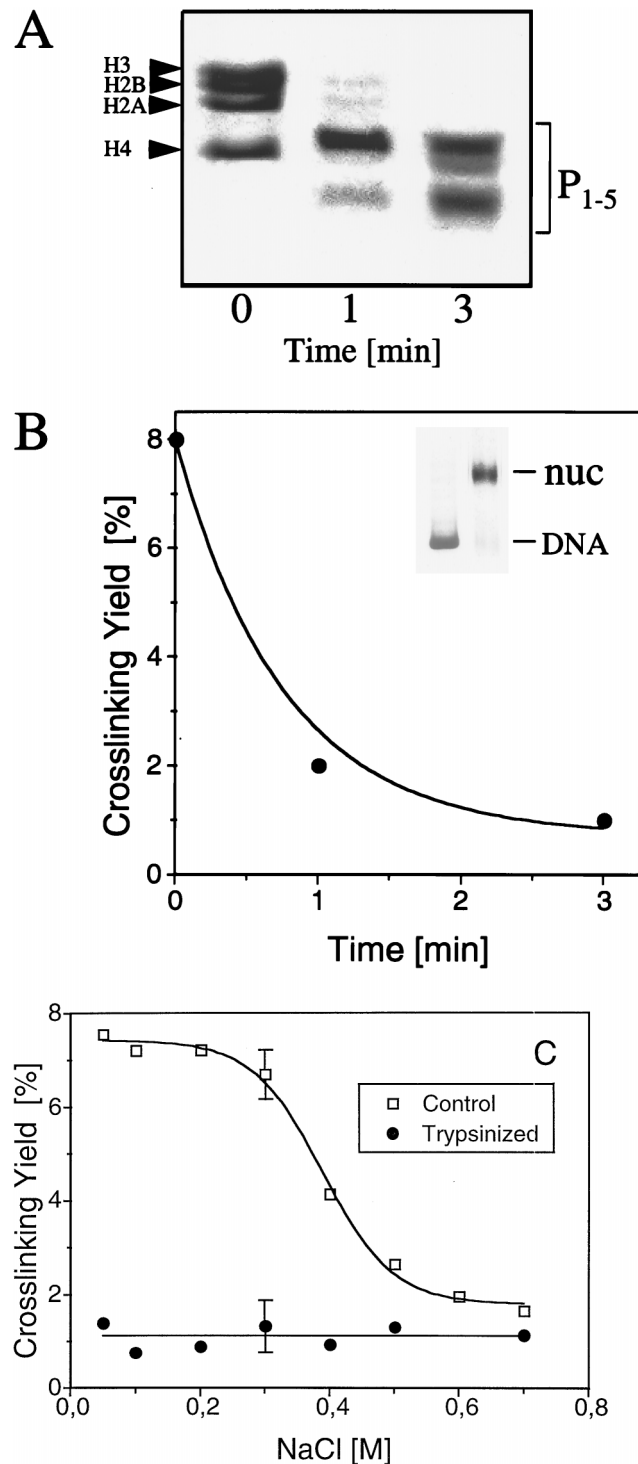 A
H3
H2B
H2A
H4
P1-5
0 1 3
Time [min]
B
8
6
4
2
0
Crosslinking Yield [%]
nuc
DNA
0 1 2 3
Time [min]
C
8
6
4
2
0
Crosslinking Yield [%]
Control
Trypsinized
0,0 0,2 0,4 0,6 0,8
NaCl [M]